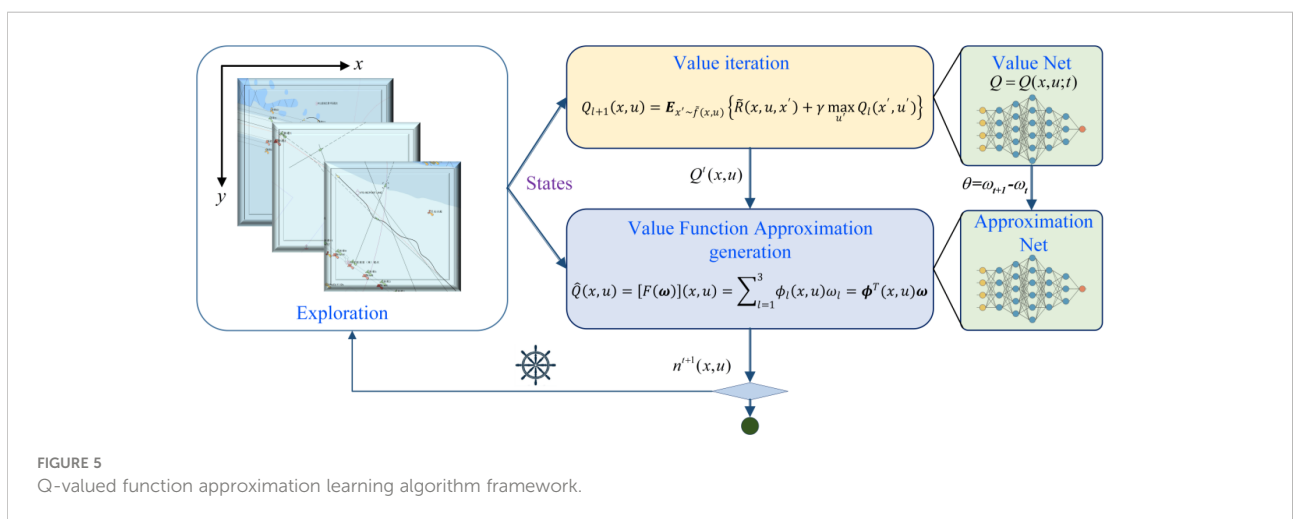 x
y
Exploration
States
Value iteration
Q_{l+1}(x,u) = E_{x'~f̃(x,u)} {R̃(x,u,x') + γ max_{u'} Q_l(x',u')}
Q^t(x,u)
Value Function Approximation
generation
Q̂(x,u) = [F(ω)](x,u) = ∑_{l=1}^{3} ϕ_l(x,u)ω_l = ϕ^T(x,u)ω
n^{t+1}(x,u)
Value Net
Q = Q(x,u;t)
θ=ω_{t+1}-ω_t
Approximation
Net
FIGURE 5
Q-valued function approximation learning algorithm framework.